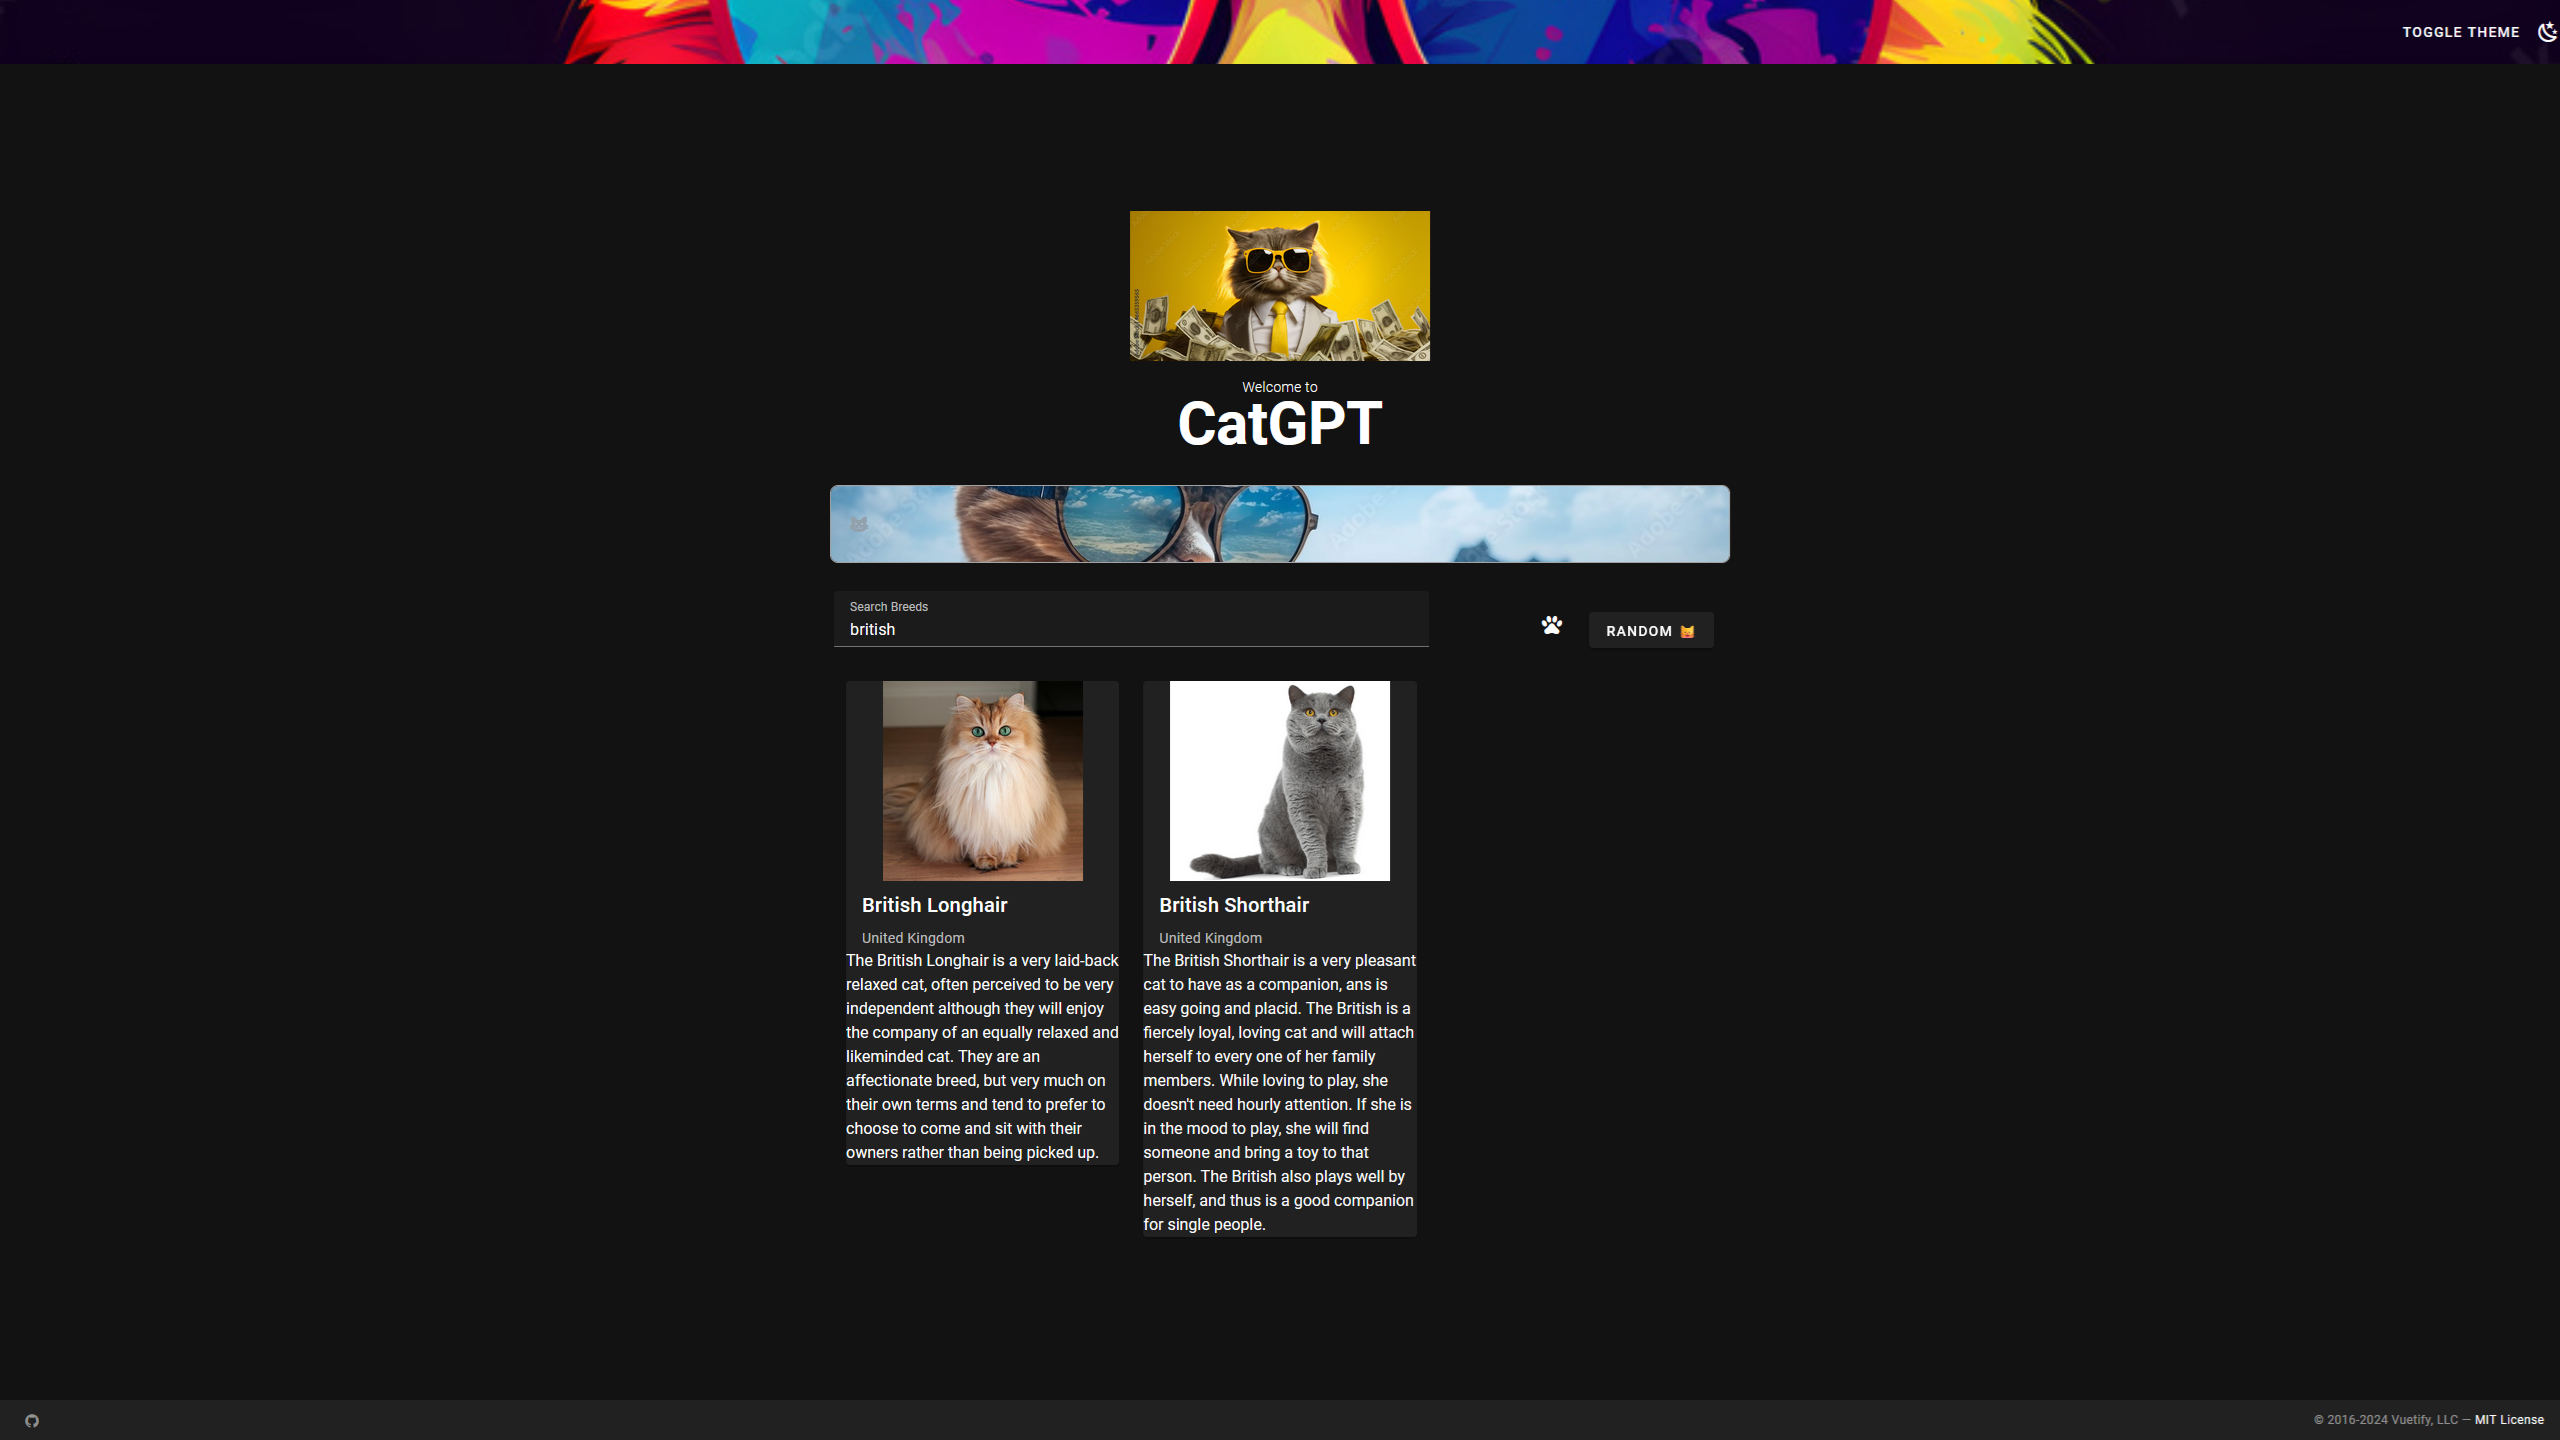 TOGGLE THEME
Welcome to
CatGPT
Search Breeds
british
RANDOM
British Longhair
United Kingdom
The British Longhair is a very laid-back
relaxed cat, often perceived to be very
independent although they will enjoy
the company of an equally relaxed and
likeminded cat. They are an
affectionate breed, but very much on
their own terms and tend to prefer to
choose to come and sit with their
owners rather than being picked up.
British Shorthair
United Kingdom
The British Shorthair is a very pleasant
cat to have as a companion, ans is
easy going and placid. The British is a
fiercely loyal, loving cat and will attach
herself to every one of her family
members. While loving to play, she
doesn't need hourly attention. If she is
in the mood to play, she will find
someone and bring a toy to that
person. The British also plays well by
herself, and thus is a good companion
for single people.
© 2016-2024 Vuetify, LLC — MIT License